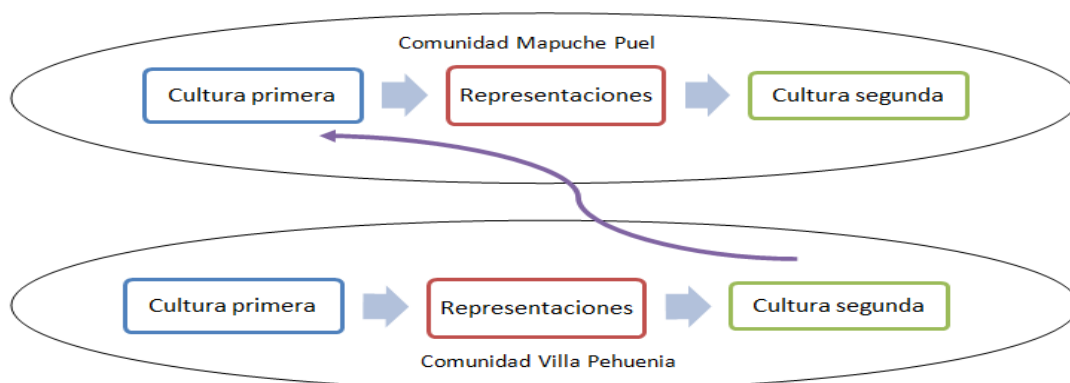 Comunidad Mapuche Puel
Cultura primera
Representaciones
Cultura segunda
Cultura primera
Representaciones
Cultura segunda
Comunidad Villa Pehuenia